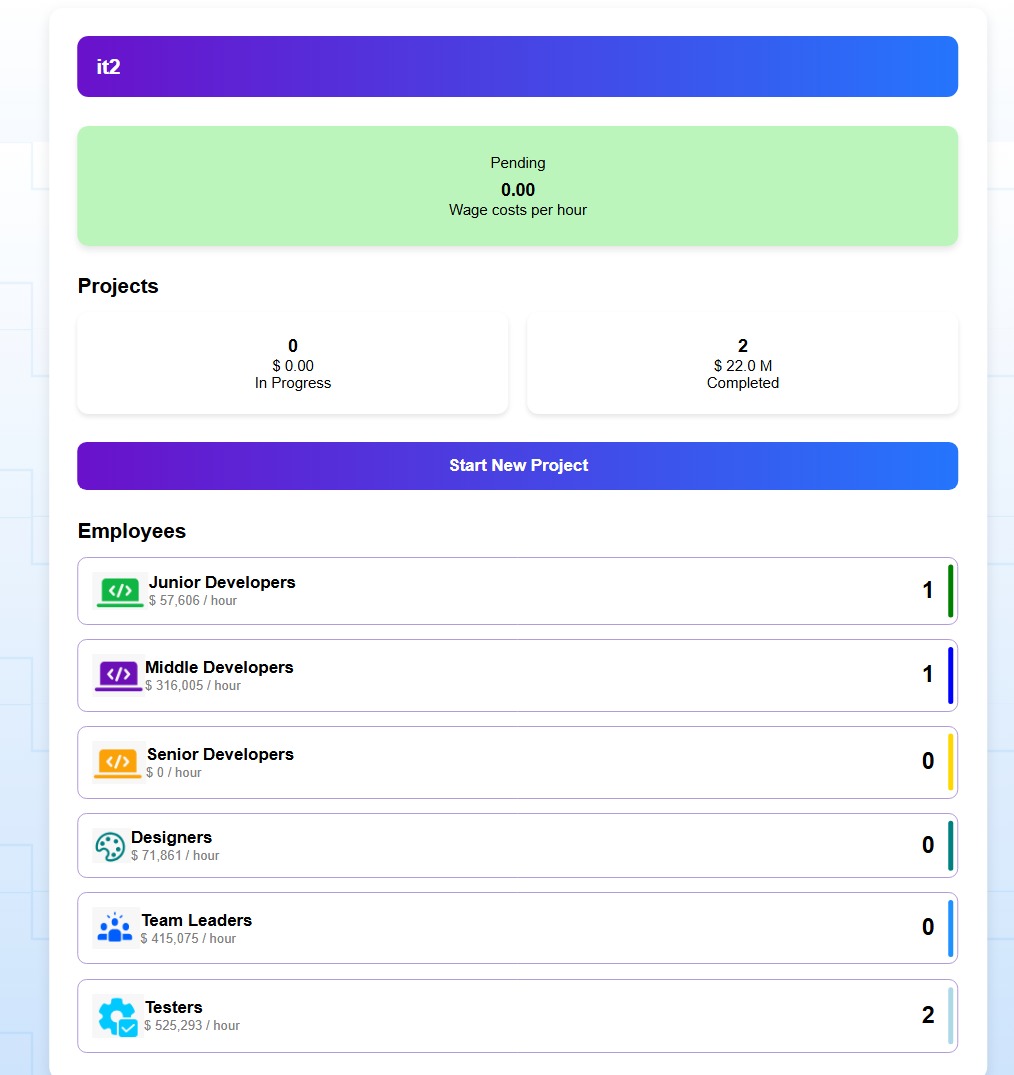 it2
Pending
0.00
Wage costs per hour
Projects
0
$ 0.00
In Progress
2
$ 22.0 M
Completed
Start New Project
Employees
Junior Developers
$ 57,606 / hour
1
Middle Developers
$ 316,005 / hour
1
Senior Developers
$ 0 / hour
0
Designers
$ 71,861 / hour
0
Team Leaders
$ 415,075 / hour
0
Testers
$ 525,293 / hour
2